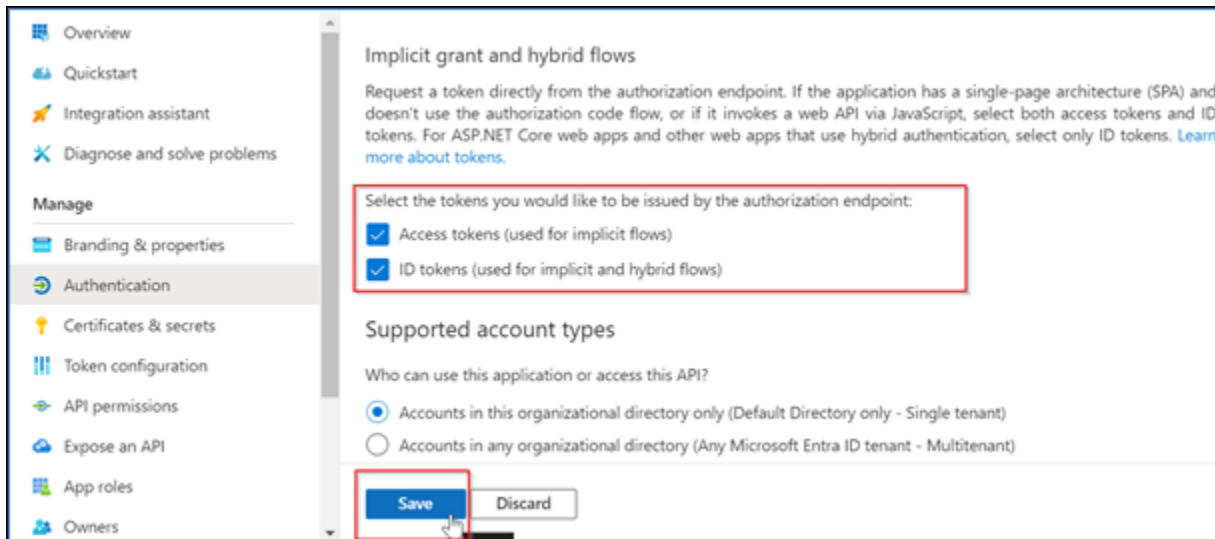 Overview
Quickstart
Integration assistant
Diagnose and solve problems
Manage
Branding & properties
Authentication
Certificates & secrets
Token configuration
API permissions
Expose an API
App roles
Owners
Implicit grant and hybrid flows
Request a token directly from the authorization endpoint. If the application has a single-page architecture (SPA) and
doesn't use the authorization code flow, or if it invokes a web API via JavaScript, select both access tokens and ID
tokens. For ASP.NET Core web apps and other web apps that use hybrid authentication, select only ID tokens. Learn
more about tokens.
Select the tokens you would like to be issued by the authorization endpoint:
Access tokens (used for implicit flows)
ID tokens (used for implicit and hybrid flows)
Supported account types
Who can use this application or access this API?
Accounts in this organizational directory only (Default Directory only - Single tenant)
Accounts in any organizational directory (Any Microsoft Entra ID tenant - Multitenant)
Save Discard